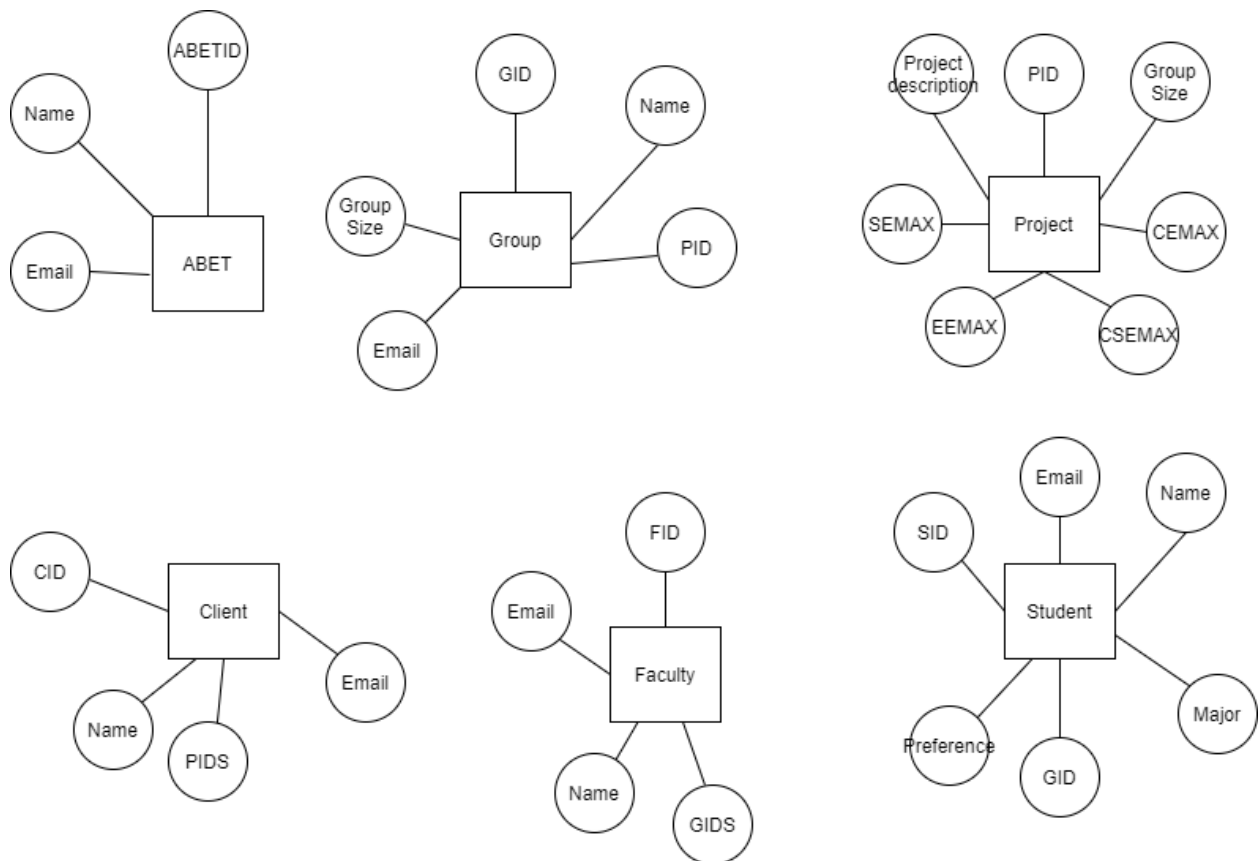 ABETID
Name
Email
ABET
GID
Name
Group
Size
Group
PID
Email
Project
description
PID
Group
Size
SEMAX
Project
CEMAX
EEMAX
CSEMAX
CID
Client
Name
PIDS
Email
FID
Email
Faculty
Name
GIDS
Email
Name
SID
Student
Preference
GID
Major